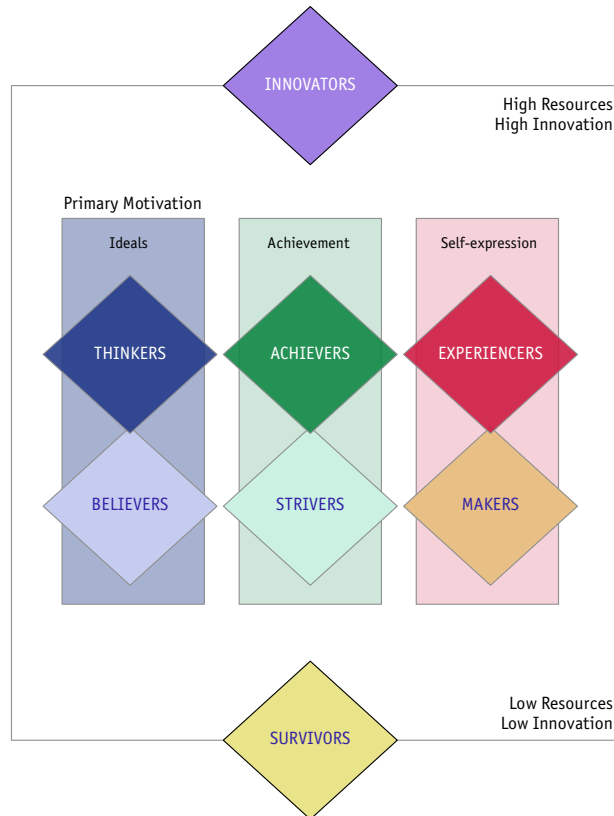 INNOVATORS
High Resources
High Innovation
Primary Motivation
Ideals
Achievement
Self-expression
THINKERS
ACHIEVERS
EXPERIENCERS
BELIEVERS
STRIVERS
MAKERS
Low Resources
Low Innovation
SURVIVORS